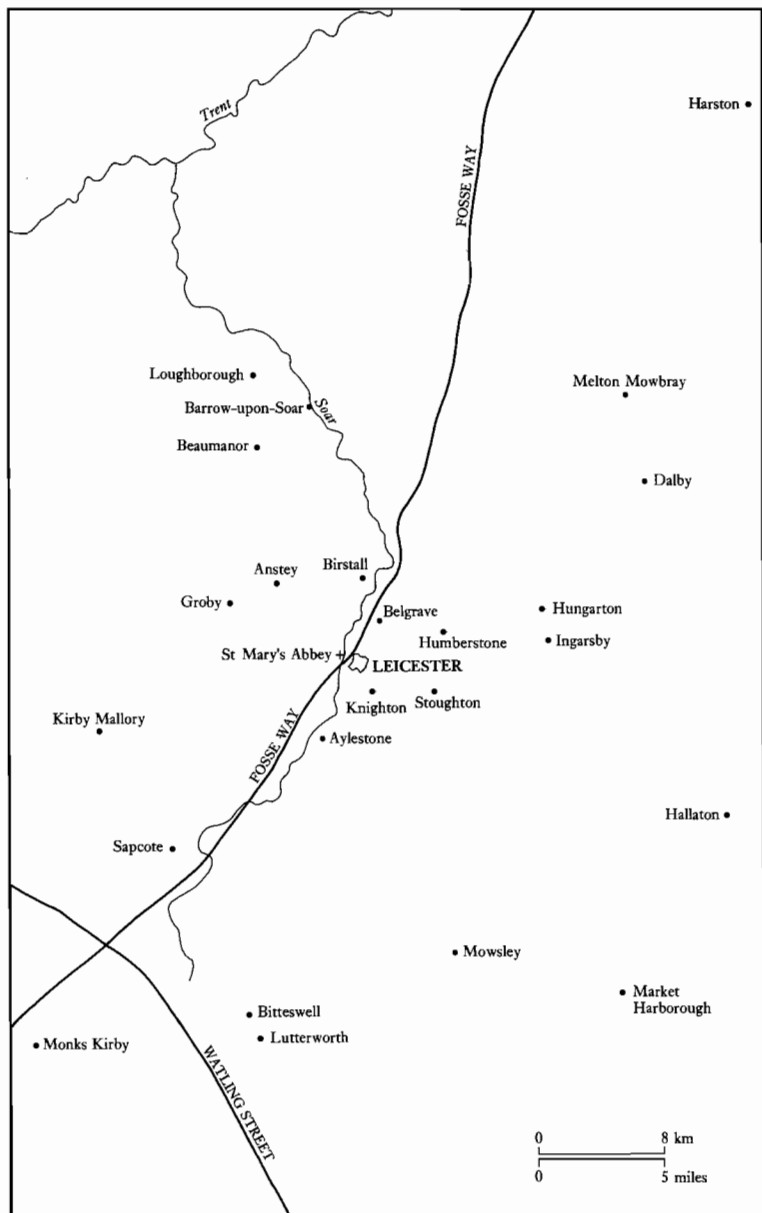 Trent
Harston
FOSSE WAY
Loughborough
Melton Mowbray
Barrow-upon-Soar
Soar
Beaumanor
Dalby
Anstey
Birstall
Groby
Hungarton
Belgrave
Humberstone
Ingarsby
St Mary's Abbey
LEICESTER
Knighton
Stoughton
Kirby Mallory
FOSSE WAY
Aylestone
Hallaton
Sapcote
Mowsley
Market
Harborough
Bitteswell
Lutterworth
Monks Kirby
WATLING STREET
0 8 km
0 5 miles